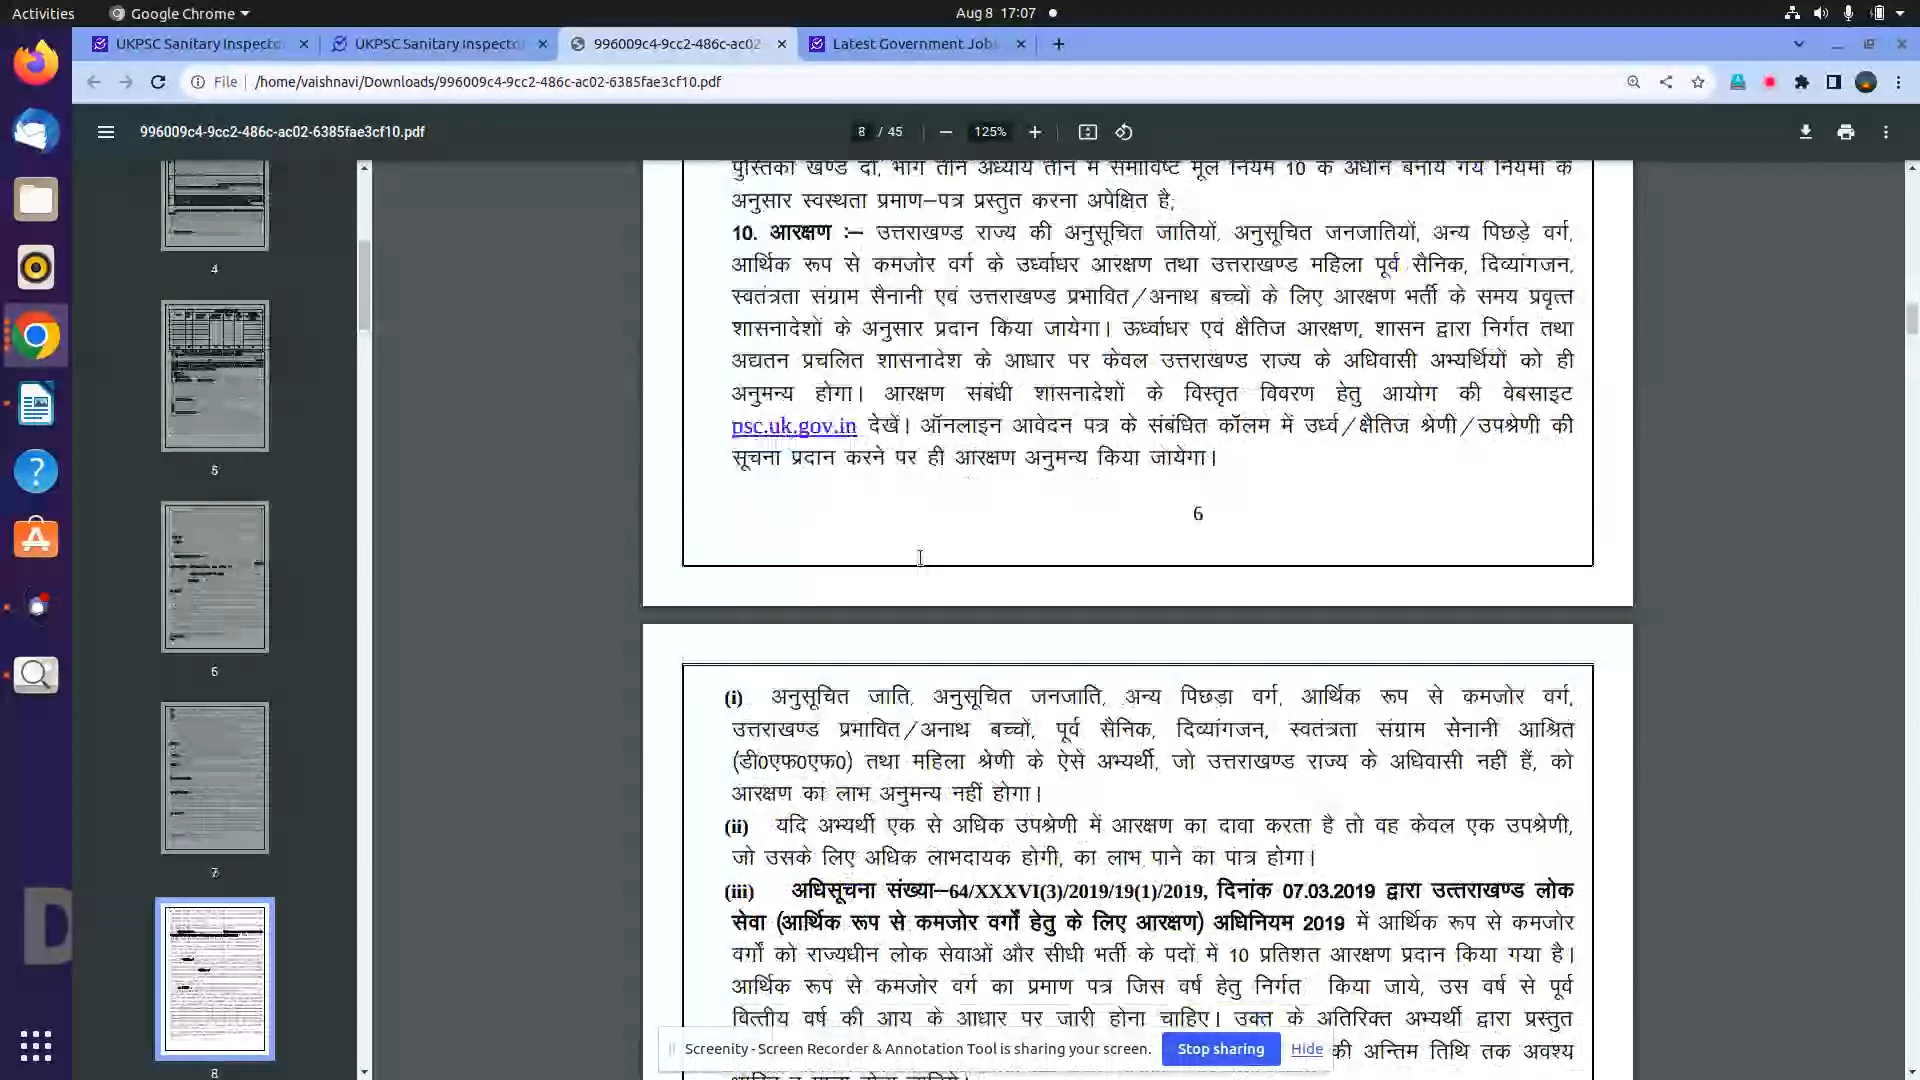 Activities
Google Chrome
Aug 8 17:07
UKPSC Sanitary Inspecto
UKPSC Sanitary Inspecto
996009c4-9cc2-486c-ac02
Latest Government Job
File
/home/vaishnavi/Downloads/996009c4-9cc2-486c-ac02-6385fae3cf10.pdf
996009c4-9cc2-486c-ac02-6385fae3cf10.pdf
8 / 45
125%
4
5
6
7
8
पुस्तिका खण्ड दो, भाग तीन अध्याय तीन में समाविष्ट मूल नियम 10 के अधीन बनाये गये नियमों के
अनुसार स्वस्थता प्रमाण–पत्र प्रस्तुत करना अपेक्षित है;
10. आरक्षण :– उत्तराखण्ड राज्य की अनुसूचित जातियों, अनुसूचित जनजातियों, अन्य पिछड़े वर्ग,
आर्थिक रूप से कमजोर वर्ग के उर्ध्वाधर आरक्षण तथा उत्तराखण्ड महिला पूर्व सैनिक, दिव्यांगजन,
स्वतंत्रता संग्राम सैनानी एवं उत्तराखण्ड प्रभावित/अनाथ बच्चों के लिए आरक्षण भर्ती के समय प्रवृत्त
शासनादेशों के अनुसार प्रदान किया जायेगा। ऊर्ध्वाधर एवं क्षैतिज आरक्षण, शासन द्वारा निर्गत तथा
अद्यतन प्रचलित शासनादेश के आधार पर केवल उत्तराखण्ड राज्य के अधिवासी अभ्यर्थियों को ही
अनुमन्य होगा। आरक्षण संबंधी शासनादेशों के विस्तृत विवरण हेतु आयोग की वेबसाइट
psc.uk.gov.in देखें। ऑनलाइन आवेदन पत्र के संबंधित कॉलम में उर्ध्व/क्षैतिज श्रेणी/उपश्रेणी की
सूचना प्रदान करने पर ही आरक्षण अनुमन्य किया जायेगा।
6
(i) अनुसूचित जाति, अनुसूचित जनजाति, अन्य पिछड़ा वर्ग, आर्थिक रूप से कमजोर वर्ग,
उत्तराखण्ड प्रभावित/अनाथ बच्चों, पूर्व सैनिक, दिव्यांगजन, स्वतंत्रता संग्राम सेनानी आश्रित
(डी0एफ0एफ0) तथा महिला श्रेणी के ऐसे अभ्यर्थी, जो उत्तराखण्ड राज्य के अधिवासी नहीं हैं, को
आरक्षण का लाभ अनुमन्य नहीं होगा।
(ii) यदि अभ्यर्थी एक से अधिक उपश्रेणी में आरक्षण का दावा करता है तो वह केवल एक उपश्रेणी,
जो उसके लिए अधिक लाभदायक होगी, का लाभ पाने का पात्र होगा।
(iii) अधिसूचना संख्या–64/XXXVI(3)/2019/19(1)/2019, दिनांक 07.03.2019 द्वारा उत्तराखण्ड लोक
सेवा (आर्थिक रूप से कमजोर वर्गों हेतु के लिए आरक्षण) अधिनियम 2019 में आर्थिक रूप से कमजोर
वर्गों को राज्यधीन लोक सेवाओं और सीधी भर्ती के पदों में 10 प्रतिशत आरक्षण प्रदान किया गया है।
आर्थिक रूप से कमजोर वर्ग का प्रमाण पत्र जिस वर्ष हेतु निर्गत किया जाये, उस वर्ष से पूर्व
वित्तीय वर्ष की आय के आधार पर जारी होना चाहिए। उक्त के अतिरिक्त अभ्यर्थी द्वारा प्रस्तुत
की अन्तिम तिथि तक अवश्य
Screenity - Screen Recorder & Annotation Tool is sharing your screen.
Stop sharing
Hide